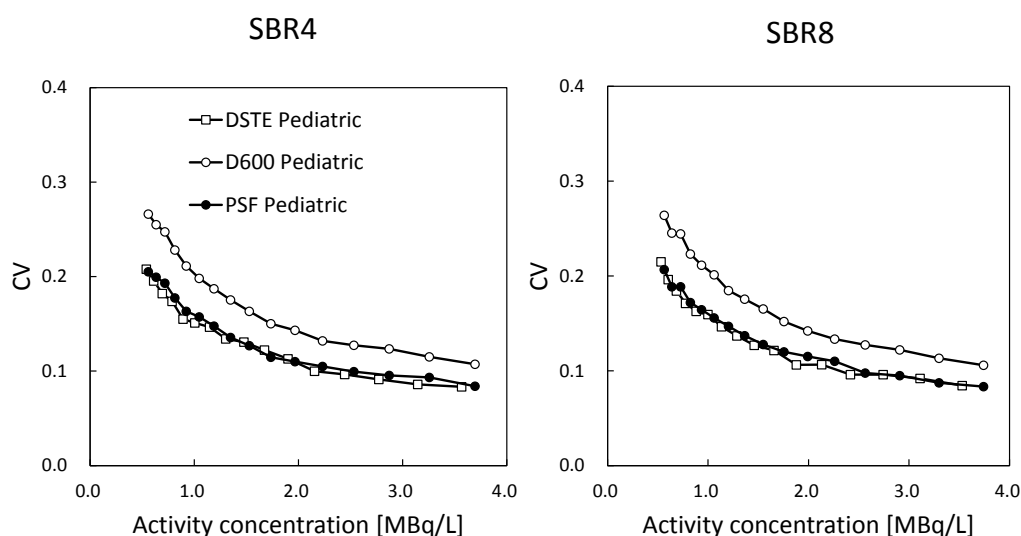 SBR4
SBR8
0.4
0.3
0.2
0.1
0.0
CV
DSTE Pediatric
D600 Pediatric
PSF Pediatric
0.0 1.0 2.0 3.0 4.0
Activity concentration [MBq/L]
0.4
0.3
0.2
0.1
0.0
CV
0.0 1.0 2.0 3.0 4.0
Activity concentration [MBq/L]